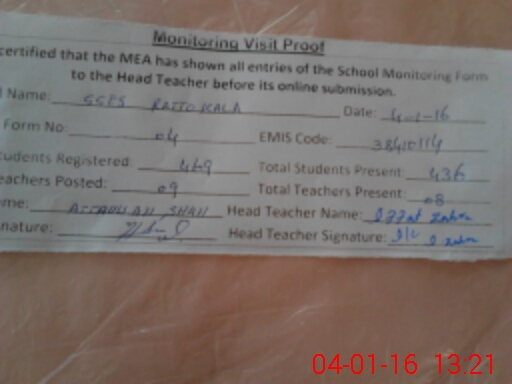 Monitoring Visit Proof
certified that the MEA has shown all entries of the School Monitoring Form
to the Head Teacher before its online submission.
Name: Date: 4-1-16
Form No: 04 EMIS Code:
tudents Registered: 469 Total Students Present: 436
eachers Posted: 09 Total Teachers Present: 08
me: ATTAULLAH SHAH Head Teacher Name:
nature: Head Teacher Signature:
04-01-16 13:21